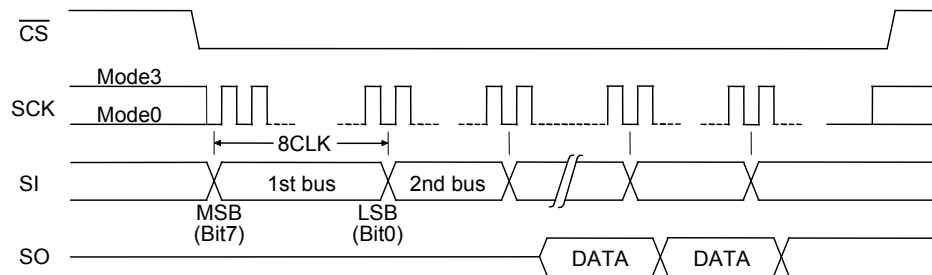 CS
Mode3
SCK
Mode0
8CLK
SI
1st bus
2nd bus
MSB
(Bit7)
LSB
(Bit0)
SO
DATA
DATA